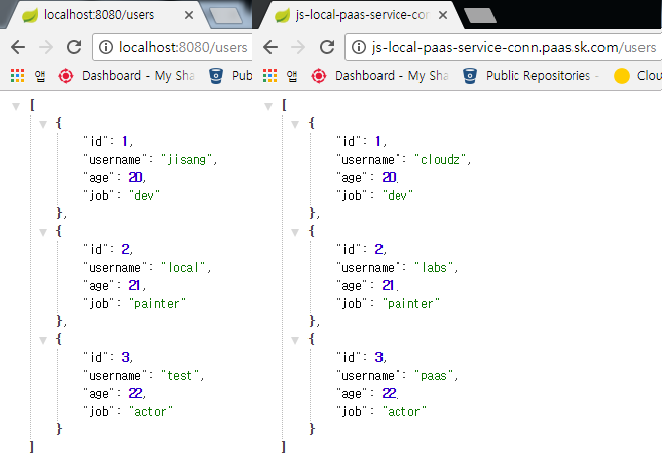 localhost:8080/users
localhost:8080/users
앱 Dashboard - My Sha Pub
[
{
"id": 1,
"username": "jisang",
"age": 20,
"job": "dev"
},
{
"id": 2,
"username": "local",
"age": 21,
"job": "painter"
},
{
"id": 3,
"username": "test",
"age": 22,
"job": "actor"
}
]
js-local-paas-service-con
js-local-paas-service-conn.paas.sk.com/users
앱 Dashboard - My Sha Public Repositories - Clou
[
{
"id": 1,
"username": "cloudz",
"age": 20,
"job": "dev"
},
{
"id": 2,
"username": "labs",
"age": 21,
"job": "painter"
},
{
"id": 3,
"username": "paas",
"age": 22,
"job": "actor"
}
]